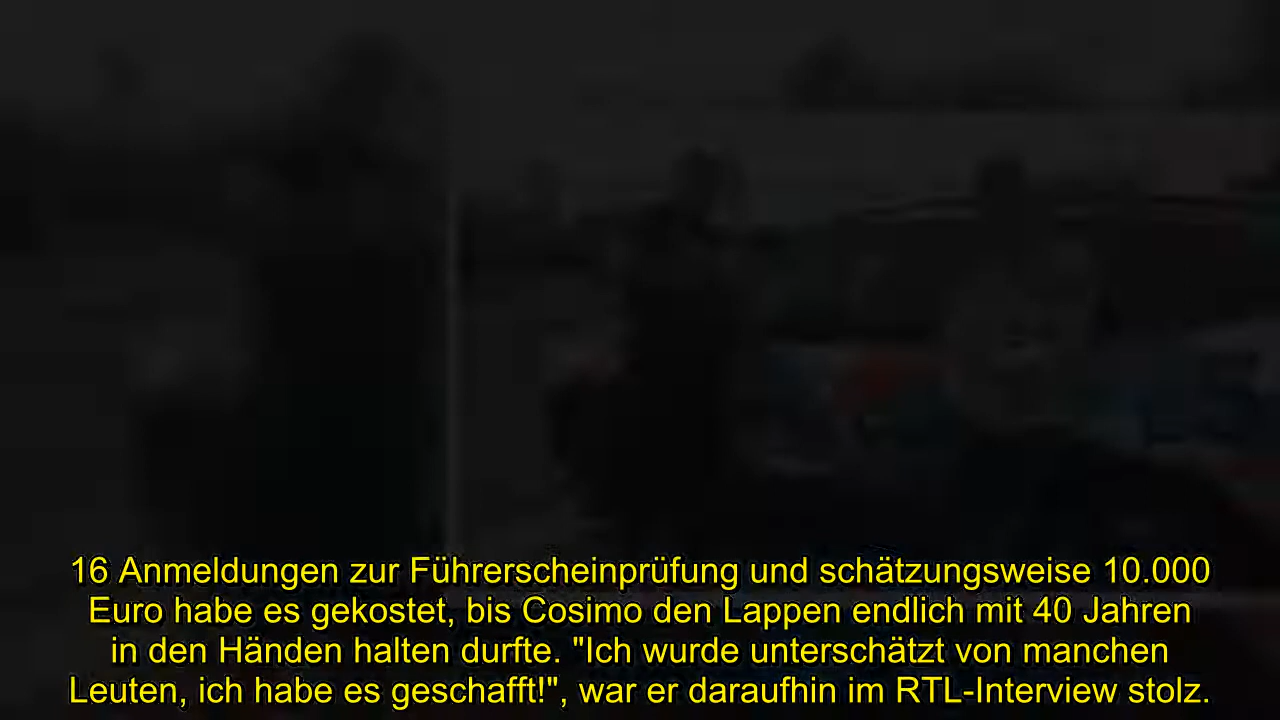 16 Anmeldungen zur Führerscheinprüfung und schätzungsweise 10.000
Euro habe es gekostet, bis Cosimo den Lappen endlich mit 40 Jahren
in den Händen halten durfte. "Ich wurde unterschätzt von manchen
Leuten, ich habe es geschafft!", war er daraufhin im RTL-Interview stolz.